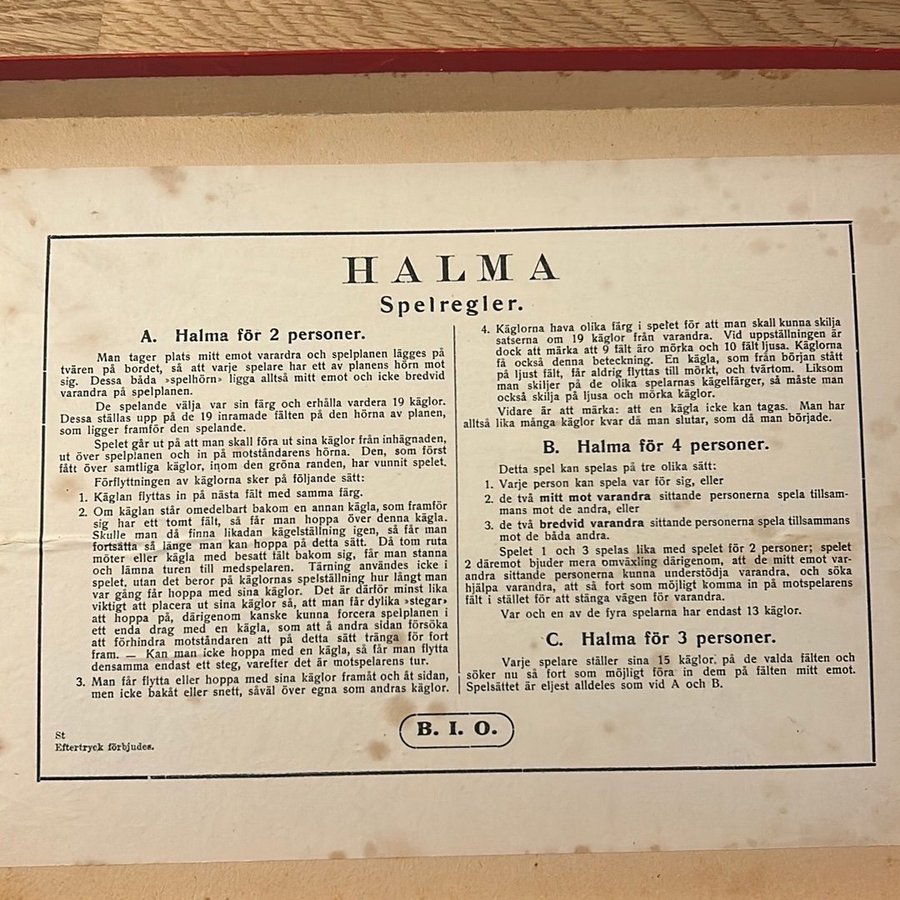 HALMA
Spelregler.
A. Halma för 2 personer.
Man tager plats mitt emot varardra och spelplanen lägges på
tvären på bordet, så att varje spelare har ett av planens hörn mot
sig. Dessa båda »spelhörn» ligga alltså mitt emot och icke bredvid
varandra på spelplanen.
De spelande välja var sin färg och erhålla vardera 19 käglor.
Dessa ställas upp på de 19 inramade fälten på den hörna av planen,
som ligger framför den spelande.
Spelet går ut på att man skall föra ut sina käglor från inhägnaden,
ut över spelplanen och in på motståndarens hörna. Den, som först
fått över samtliga käglor, inom den gröna randen, har vunnit spelet.
Förflyttningen av käglorna sker på följande sätt:
1. Käglan flyttas in på nästa fält med samma färg.
2. Om käglan står omedelbart bakom en annan kägla, som framför
sig har ett tomt fält, så får man hoppa över denna kägla.
Skulle man då finna likadan kägelställning igen, så får man
fortsätta så länge man kan hoppa på detta sätt. Då tom ruta
möter eller kägla med besatt fält bakom sig, får man stanna
och lämna turen till medspelaren. Tärning användes icke i
spelet, utan det beror på käglornas spelställning hur långt man
var gång får hoppa med sina käglor. Det är därför minst lika
viktigt att placera ut sina käglor så, att man får dylika »stegar»
att hoppa på, därigenom kanske kunna forcera spelplanen i
ett enda drag med en kägla, som att å andra sidan försöka
att förhindra motståndaren att på detta sätt tränga för fort
fram. — Kan man icke hoppa med en kägla, så får man flytta
densamma endast ett steg, varefter det är motspelarens tur.
3. Man får flytta eller hoppa med sina käglor framåt och åt sidan,
men icke bakåt eller snett, såväl över egna som andras käglor.
4. Käglorna hava olika färg i spelet för att man skall kunna skilja
satserna om 19 käglor från varandra. Vid uppställningen är
dock att märka att 9 fält äro mörka och 10 fält ljusa. Käglorna
få också denna beteckning. En kägla, som från början stått
på ljust fält, får aldrig flyttas till mörkt, och tvärtom. Liksom
man skiljer på de olika spelarnas kägelfärger, så måste man
också skilja på ljusa och mörka käglor.
Vidare är att märka: att en kägla icke kan tagas. Man har
alltså lika många käglor kvar då man slutar, som då man började.
B. Halma för 4 personer.
Detta spel kan spelas på tre olika sätt:
1. Varje person kan spela var för sig, eller
2. de två mitt mot varandra sittande personerna spela tillsam-
mans mot de andra, eller
3. de två bredvid varandra sittande personerna spela tillsammans
mot de båda andra.
Spelet 1 och 3 spelas lika med spelet för 2 personer; spelet
2 däremot bjuder mera omväxling därigenom, att de mitt emot var-
andra sittande personerna kunna understödja varandra, och söka
hjälpa varandra, att så fort som möjligt komma in på motspelarens
fält i stället för att stänga vägen för varandra.
Var och en av de fyra spelarna har endast 13 käglor.
C. Halma för 3 personer.
Varje spelare ställer sina 15 käglor på de valda fälten och
söker nu så fort som möjligt föra in dem på fälten mitt emot.
Spelsättet är eljest alldeles som vid A och B.
B. I. O.
St
Eftertryck förbjudes.